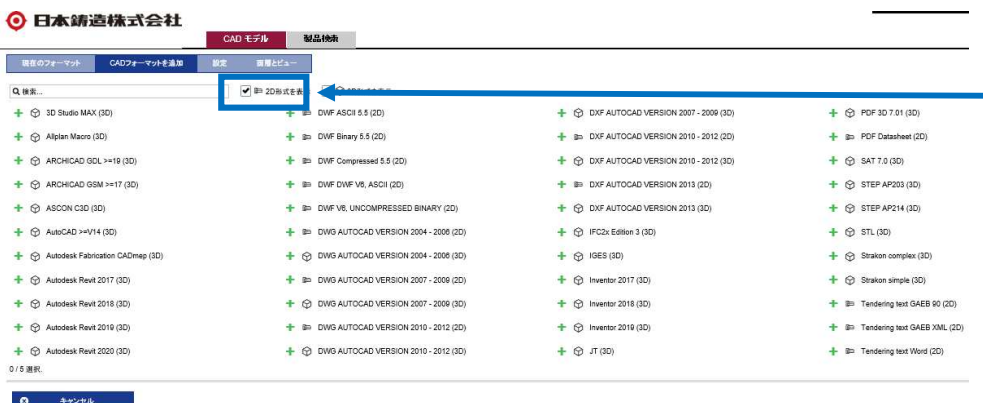 日本鋳造株式会社
CAD モデル 製品検索
現在のフォーマット CADフォーマットを追加 設定 面層とビュー
検索... 2D形式を表
3D Studio MAX (3D) DWF ASCII 5.5 (2D) DXF AUTOCAD VERSION 2007 - 2009 (3D) PDF 3D 7.01 (3D)
Allplan Macro (3D) DWF Binary 5.5 (2D) DXF AUTOCAD VERSION 2010 - 2012 (2D) PDF Datasheet (2D)
ARCHICAD GDL >=19 (3D) DWF Compressed 5.5 (2D) DXF AUTOCAD VERSION 2010 - 2012 (3D) SAT 7.0 (3D)
ARCHICAD GSM >=17 (3D) DWF DWF V6, ASCII (2D) DXF AUTOCAD VERSION 2013 (2D) STEP AP203 (3D)
ASCON C3D (3D) DWF V6, UNCOMPRESSED BINARY (2D) DXF AUTOCAD VERSION 2013 (3D) STEP AP214 (3D)
AutoCAD >=V14 (3D) DWG AUTOCAD VERSION 2004 - 2006 (2D) IFC2x Edition 3 (3D) STL (3D)
Autodesk Fabrication CADmep (3D) DWG AUTOCAD VERSION 2004 - 2006 (3D) IGES (3D) Strakon complex (3D)
Autodesk Revit 2017 (3D) DWG AUTOCAD VERSION 2007 - 2009 (2D) Inventor 2017 (3D) Strakon simple (3D)
Autodesk Revit 2018 (3D) DWG AUTOCAD VERSION 2007 - 2009 (3D) Inventor 2018 (3D) Tendering text GAEB 90 (2D)
Autodesk Revit 2019 (3D) DWG AUTOCAD VERSION 2010 - 2012 (2D) Inventor 2019 (3D) Tendering text GAEB XML (2D)
Autodesk Revit 2020 (3D) DWG AUTOCAD VERSION 2010 - 2012 (3D) JT (3D) Tendering text Word (2D)
0 / 5 選択.
キャンセル